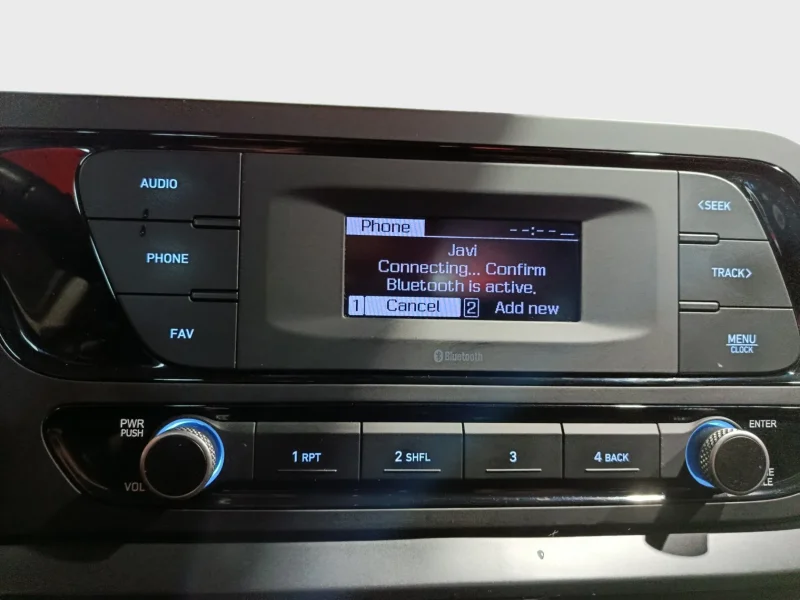 AUDIO
PHONE
FAV
Phone --:--
Javi
Connecting... Confirm
Bluetooth is active.
1 Cancel 2 Add new
Bluetooth
<SEEK
TRACK>
MENU
CLOCK
PWR
PUSH
VOL
1 RPT
2 SHFL
3
4 BACK
ENTER